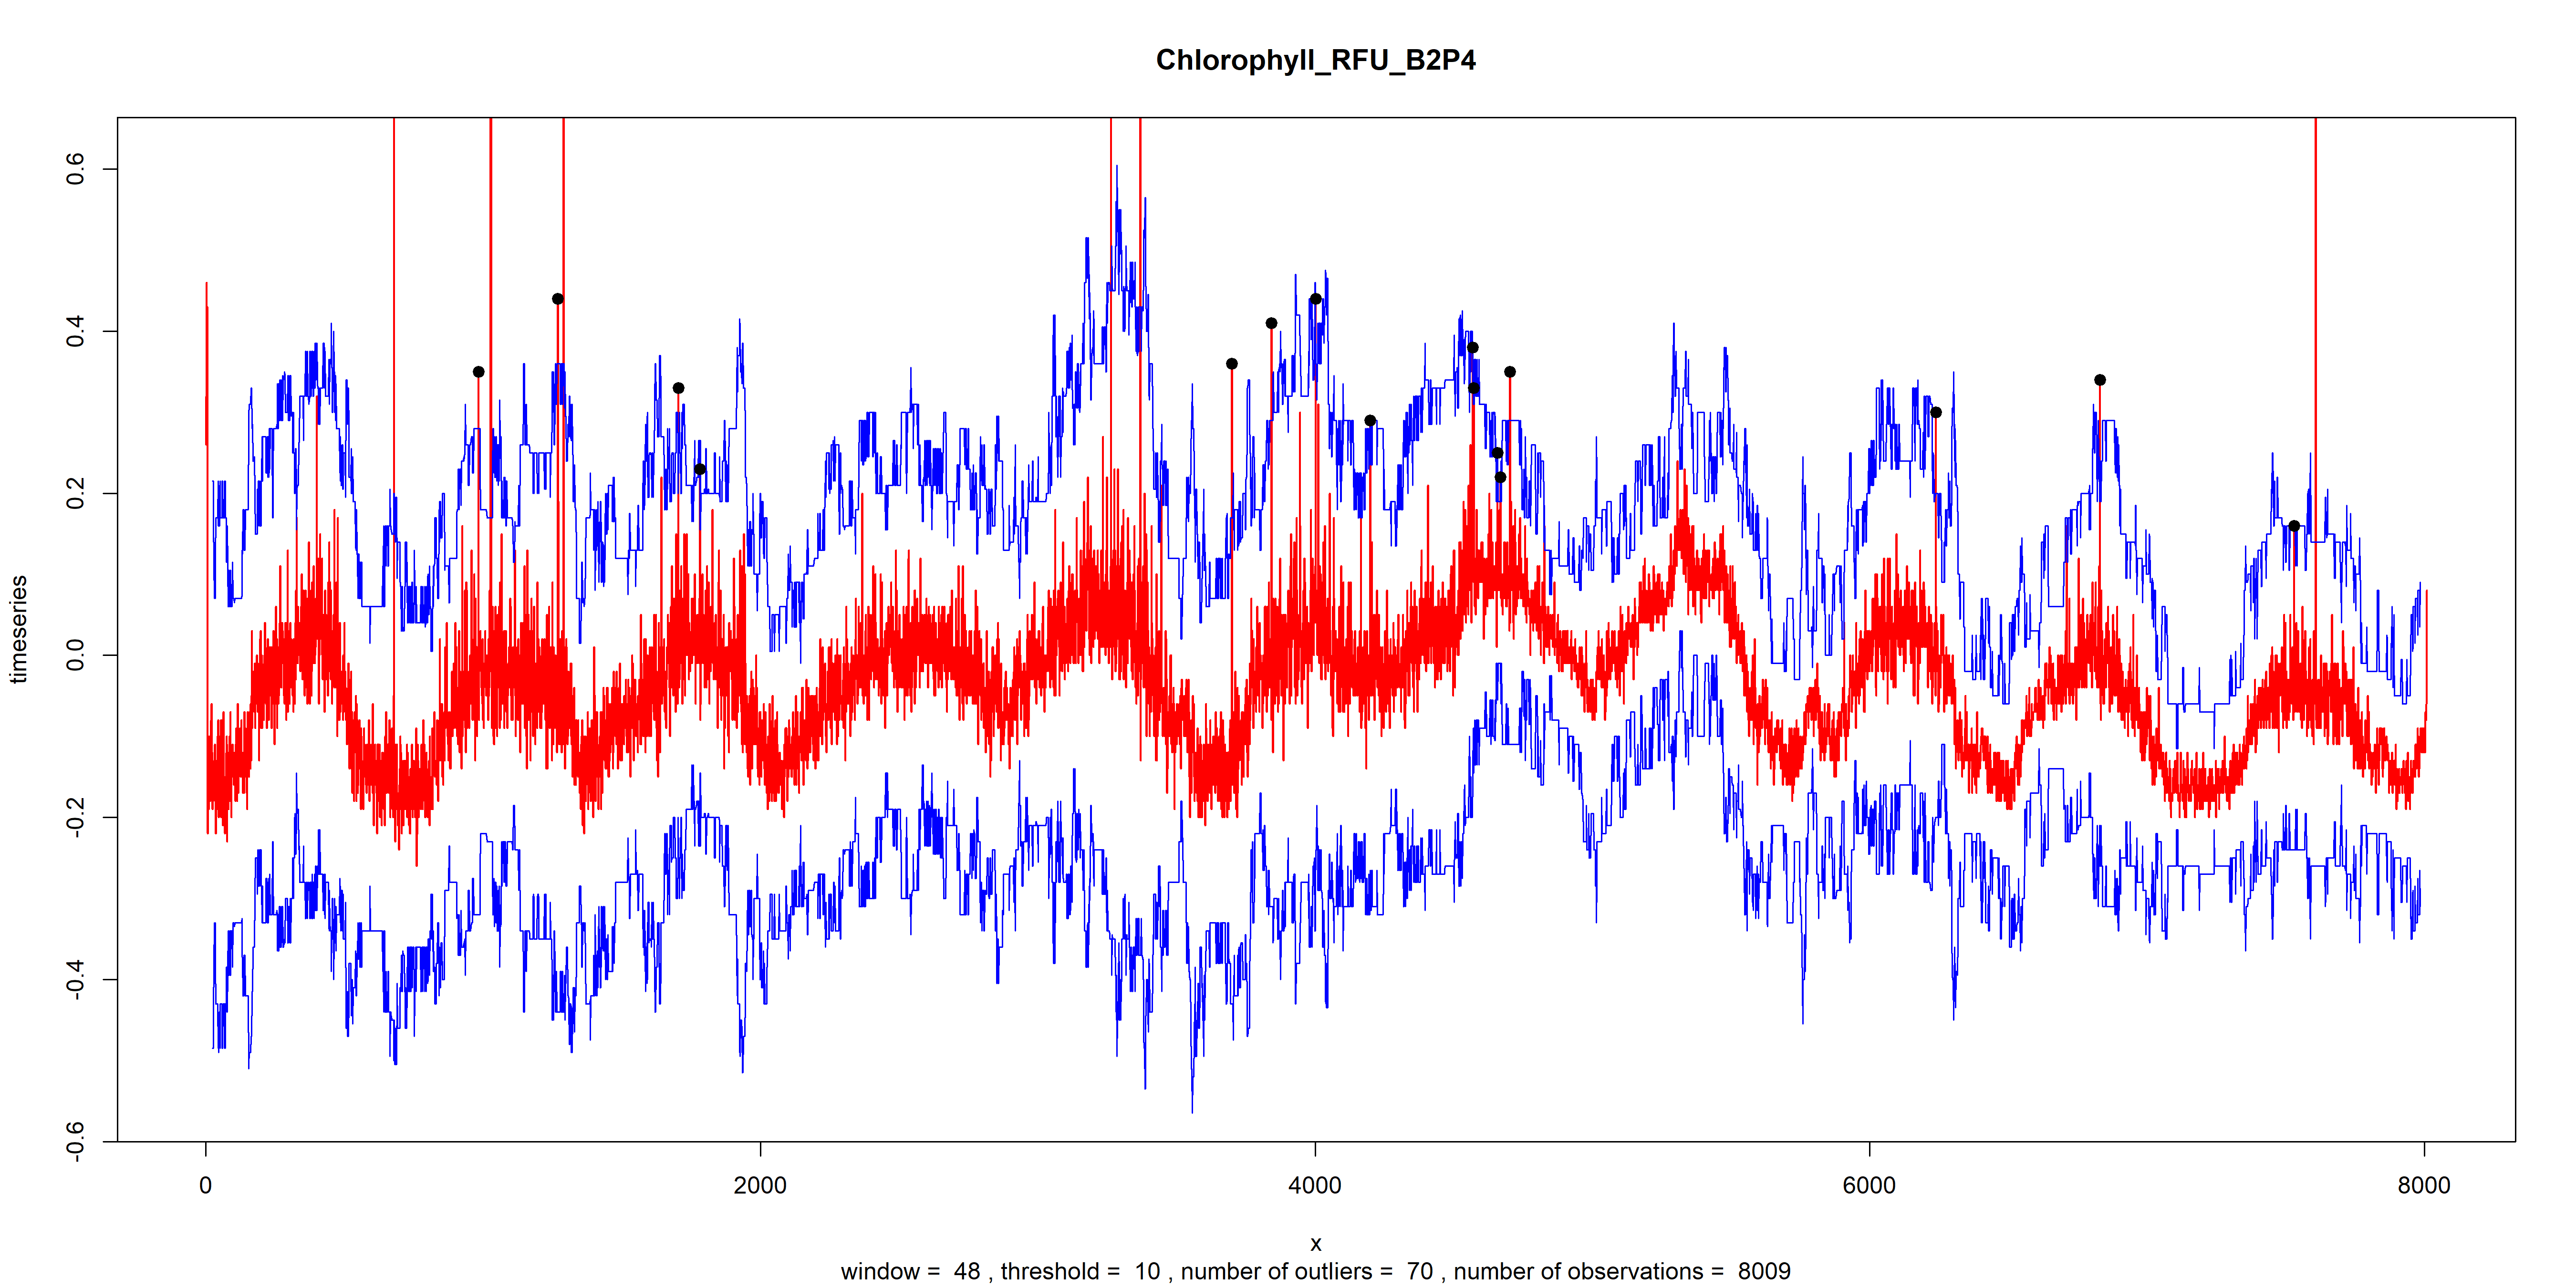 Chlorophyll_RFU_B2P4
timeseries
0.6
0.4
0.2
0.0
-0.2
-0.4
-0.6
0 2000 4000 6000 8000
x
window = 48 , threshold = 10 , number of outliers = 70 , number of observations = 8009